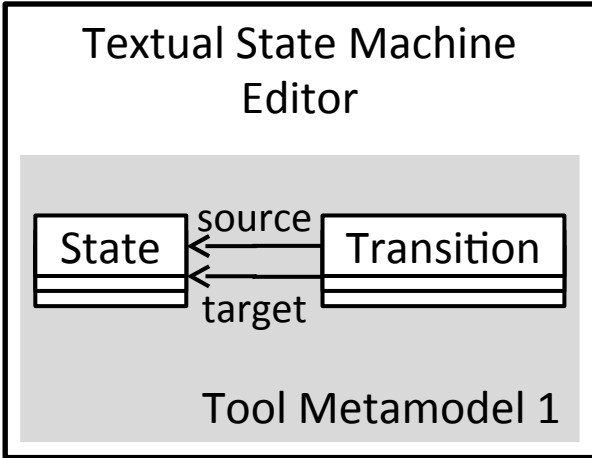 Textual State Machine
Editor
source
State
Transition
target
Tool Metamodel 1